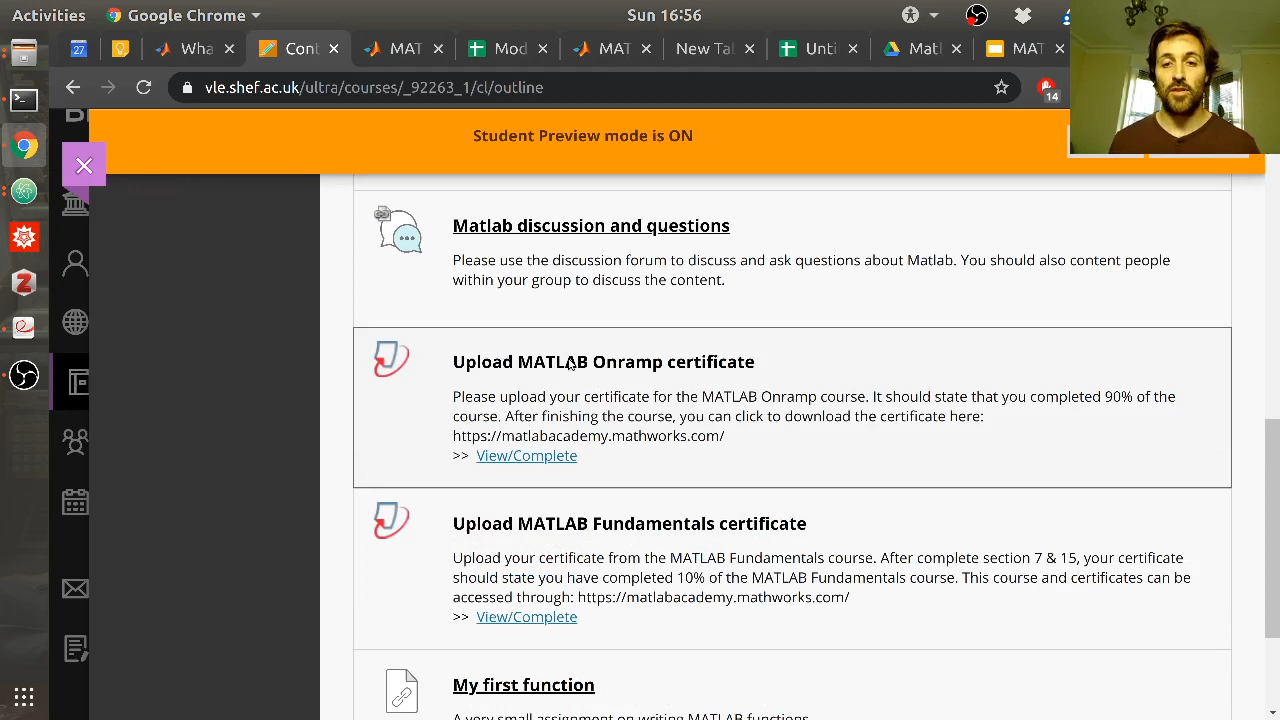 Activities
Google Chrome
Sun 16:56
27
Wha
Cont
MAT
Mod
MAT
New Tal
Unti
Matl
MAT
vle.shef.ac.uk/ultra/courses/_92263_1/cl/outline
14
Student Preview mode is ON
Matlab discussion and questions
Please use the discussion forum to discuss and ask questions about Matlab. You should also content people
within your group to discuss the content.
Upload MATLAB Onramp certificate
Please upload your certificate for the MATLAB Onramp course. It should state that you completed 90% of the
course. After finishing the course, you can click to download the certificate here:
https://matlabacademy.mathworks.com/
>> View/Complete
Upload MATLAB Fundamentals certificate
Upload your certificate from the MATLAB Fundamentals course. After complete section 7 & 15, your certificate
should state you have completed 10% of the MATLAB Fundamentals course. This course and certificates can be
accessed through: https://matlabacademy.mathworks.com/
>> View/Complete
My first function
A very small assignment on writing MATLAB functions